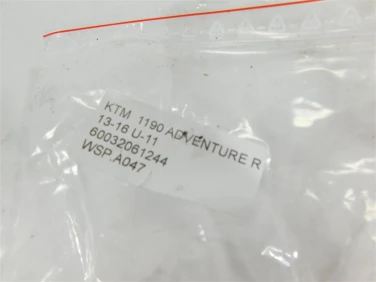 KTM 1190 ADVENTURE R
13-16 U-11
60032061244
WSP.A047